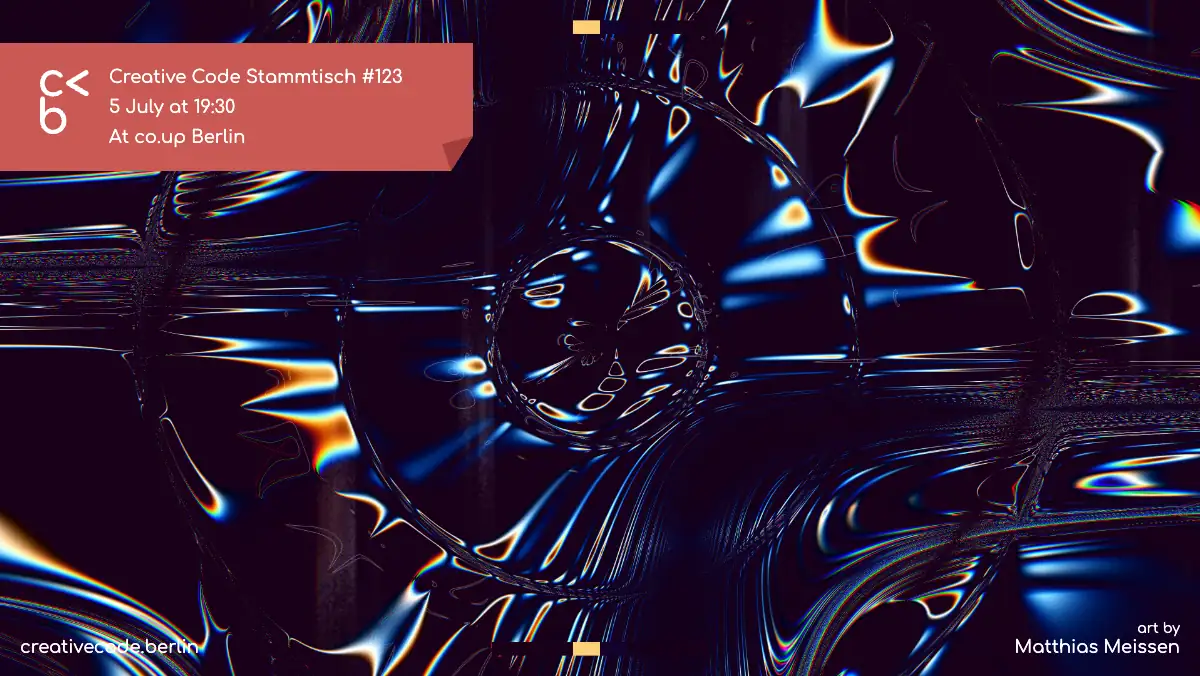 c<
b
Creative Code Stammtisch #123
5 July at 19:30
At co.up Berlin
creativecode.berlin
art by
Matthias Meissen